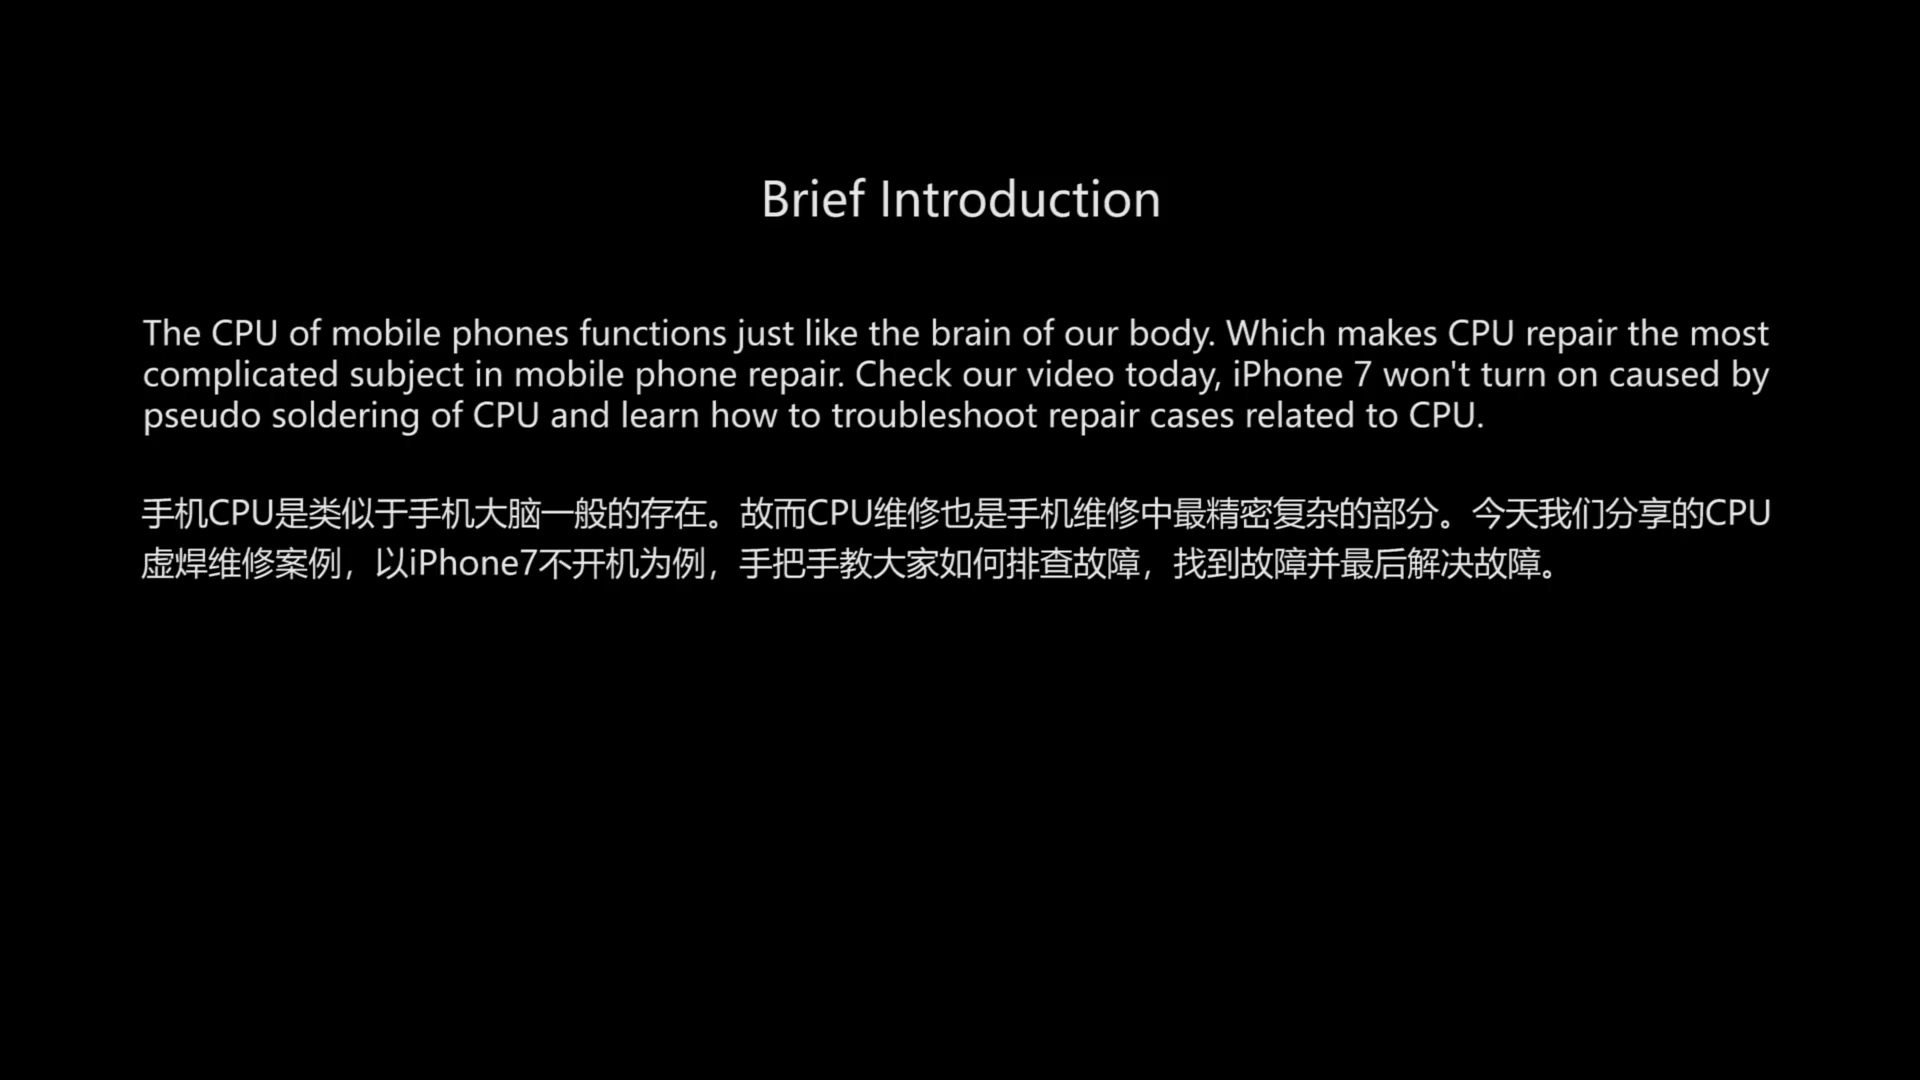 Brief Introduction
The CPU of mobile phones functions just like the brain of our body. Which makes CPU repair the most
complicated subject in mobile phone repair. Check our video today, iPhone 7 won't turn on caused by
pseudo soldering of CPU and learn how to troubleshoot repair cases related to CPU.
手机CPU是类似于手机大脑一般的存在。故而CPU维修也是手机维修中最精密复杂的部分。今天我们分享的CPU
虚焊维修案例，以iPhone7不开机为例，手把手教大家如何排查故障，找到故障并最后解决故障。